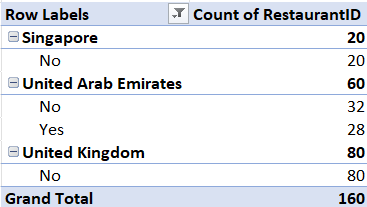 Row Labels Count of RestaurantID
Singapore 20
No 20
United Arab Emirates 60
No 32
Yes 28
United Kingdom 80
No 80
Grand Total 160